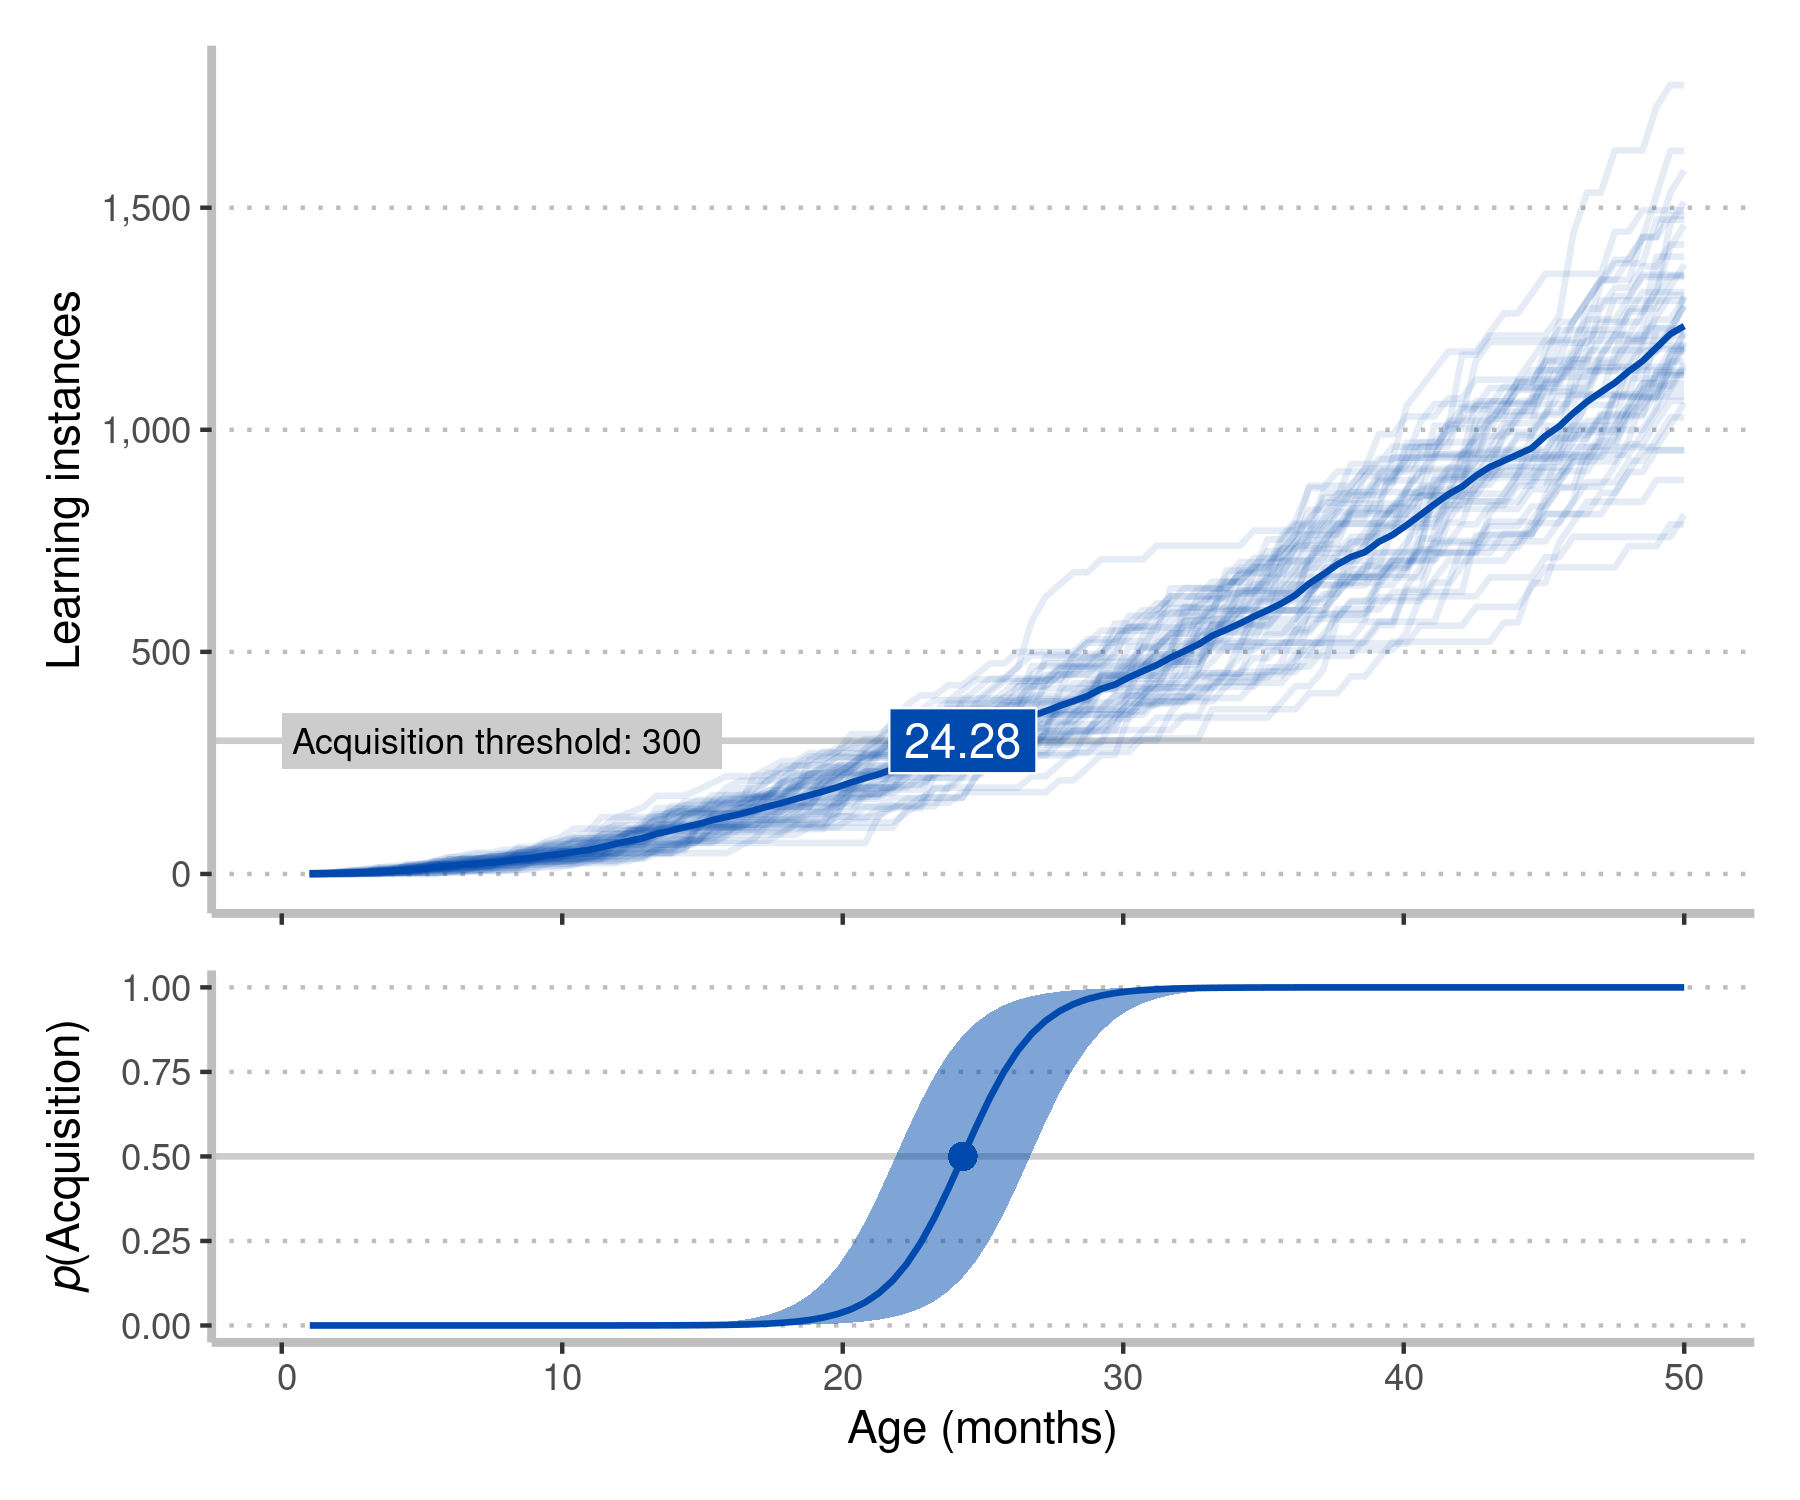 Learning instances
1,500
1,000
500
0
Acquisition threshold: 300
24.28
p(Acquisition)
1.00
0.75
0.50
0.25
0.00
0 10 20 30 40 50
Age (months)